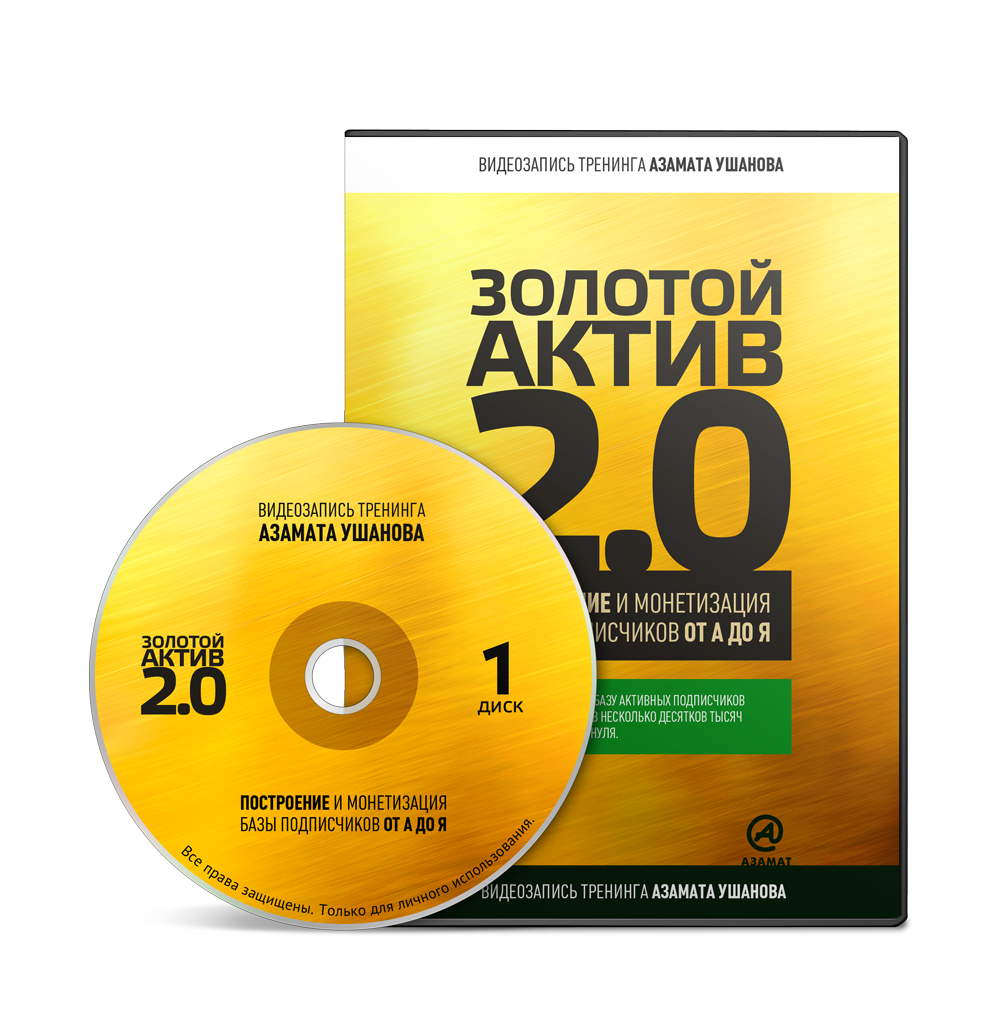 ВИДЕОЗАПИСЬ ТРЕНИНГА АЗАМАТА УШАНОВА
ЗОЛОТОЙ
АКТИВ
2.0
И МОНЕТИЗАЦИЯ
ОТ А ДО Я
БАЗУ АКТИВНЫХ ПОДПИСЧИКОВ
В НЕСКОЛЬКО ДЕСЯТКОВ ТЫСЯЧ
НУЛЯ.
АЗАМАТ
ВИДЕОЗАПИСЬ ТРЕНИНГА АЗАМАТА УШАНОВА
ВИДЕОЗАПИСЬ ТРЕНИНГА
АЗАМАТА УШАНОВА
ЗОЛОТОЙ
АКТИВ
2.0
1
ДИСК
ПОСТРОЕНИЕ И МОНЕТИЗАЦИЯ
БАЗЫ ПОДПИСЧИКОВ ОТ А ДО Я
Все права защищены. Только для личного использования.